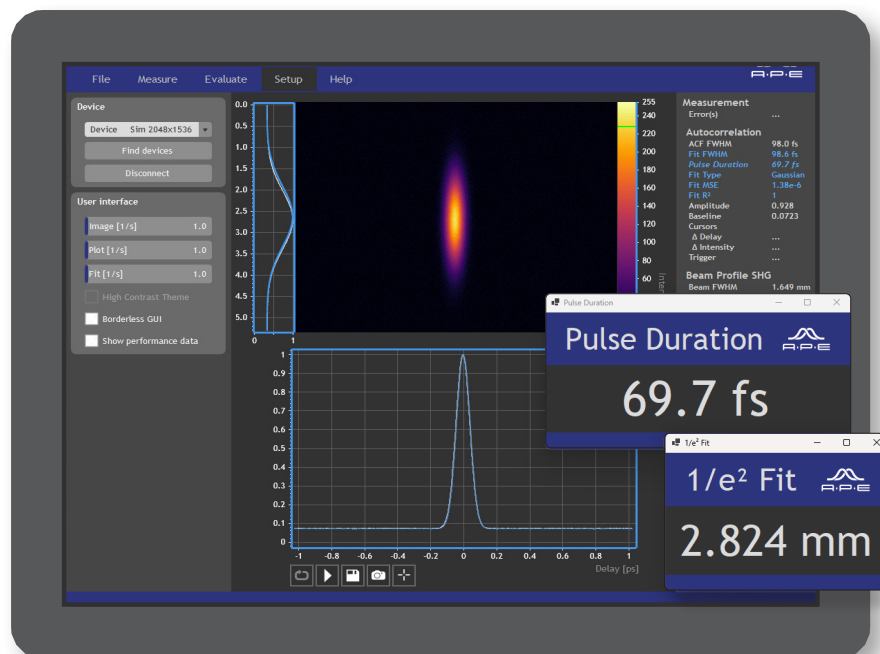 File Measure Evaluate Setup Help
A.P.E
Device
Device Sim 2048x1536
Find devices
Disconnect
User interface
Image [1/s] 1.0
Plot [1/s] 1.0
Fit [1/s] 1.0
High Contrast Theme
Borderless GUI
Show performance data
0.0
0.5
1.0
1.5
2.0
2.5
3.0
3.5
4.0
4.5
5.0
0 1
255
240
220
200
180
160
140
120
100
80
60
Measurement
Error(s) ...
Autocorrelation
ACF FWHM 98.0 fs
Fit FWHM 98.6 fs
Pulse Duration 69.7 fs
Fit Type Gaussian
Fit MSE 1.38e-6
Fit R² 1
Amplitude 0.928
Baseline 0.0723
Cursors
Δ Delay ...
Δ Intensity ...
Trigger ...
Beam Profile SHG
Beam FWHM 1.649 mm
Pulse Duration
Pulse Duration A.P.E
69.7 fs
1/e² Fit
1/e² Fit A.P.E
2.824 mm
1
0.9
0.8
0.7
0.6
0.5
0.4
0.3
0.2
0.1
0
-1 -0.8 -0.6 -0.4 -0.2 0 0.2 0.4 0.6 0.8 1
Delay [ps]